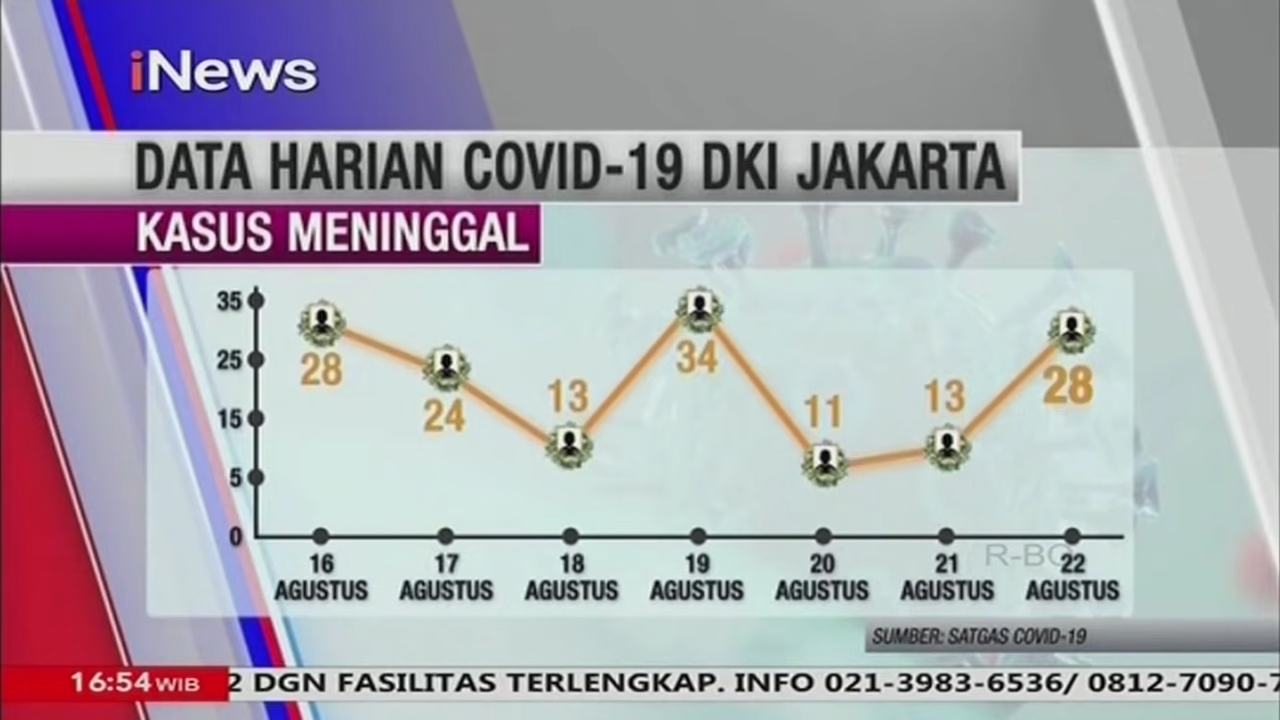 iNews
DATA HARIAN COVID-19 DKI JAKARTA
KASUS MENINGGAL
35
25
15
5
0
28
24
13
34
11
13
28
16 AGUSTUS
17 AGUSTUS
18 AGUSTUS
19 AGUSTUS
20 AGUSTUS
21 AGUSTUS
22 AGUSTUS
R-BO
SUMBER: SATGAS COVID-19
16:54 WIB
2 DGN FASILITAS TERLENGKAP. INFO 021-3983-6536/ 0812-7090-7